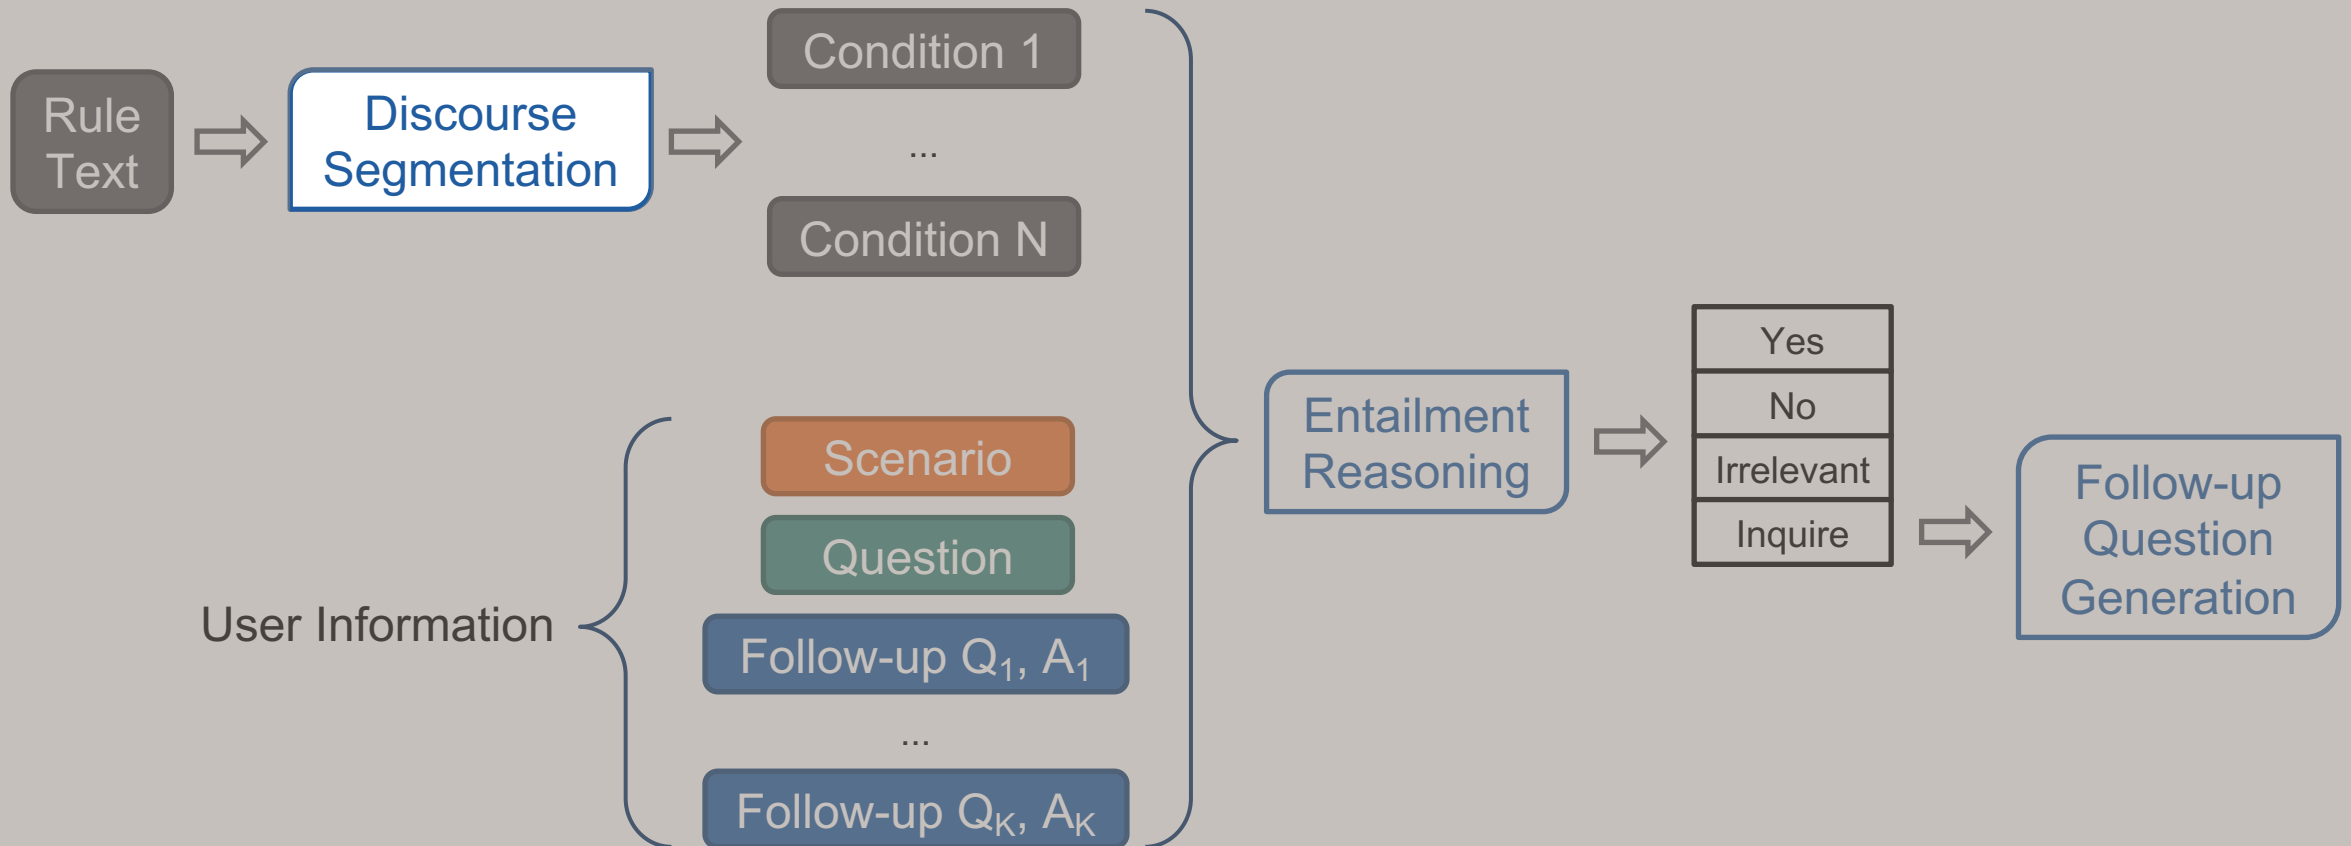 Rule
Text
Discourse
Segmentation
Condition 1
...
Condition N
User Information
Scenario
Question
Follow-up Q₁, A₁
...
Follow-up Qₖ, Aₖ
Entailment
Reasoning
Yes
No
Irrelevant
Inquire
Follow-up
Question
Generation